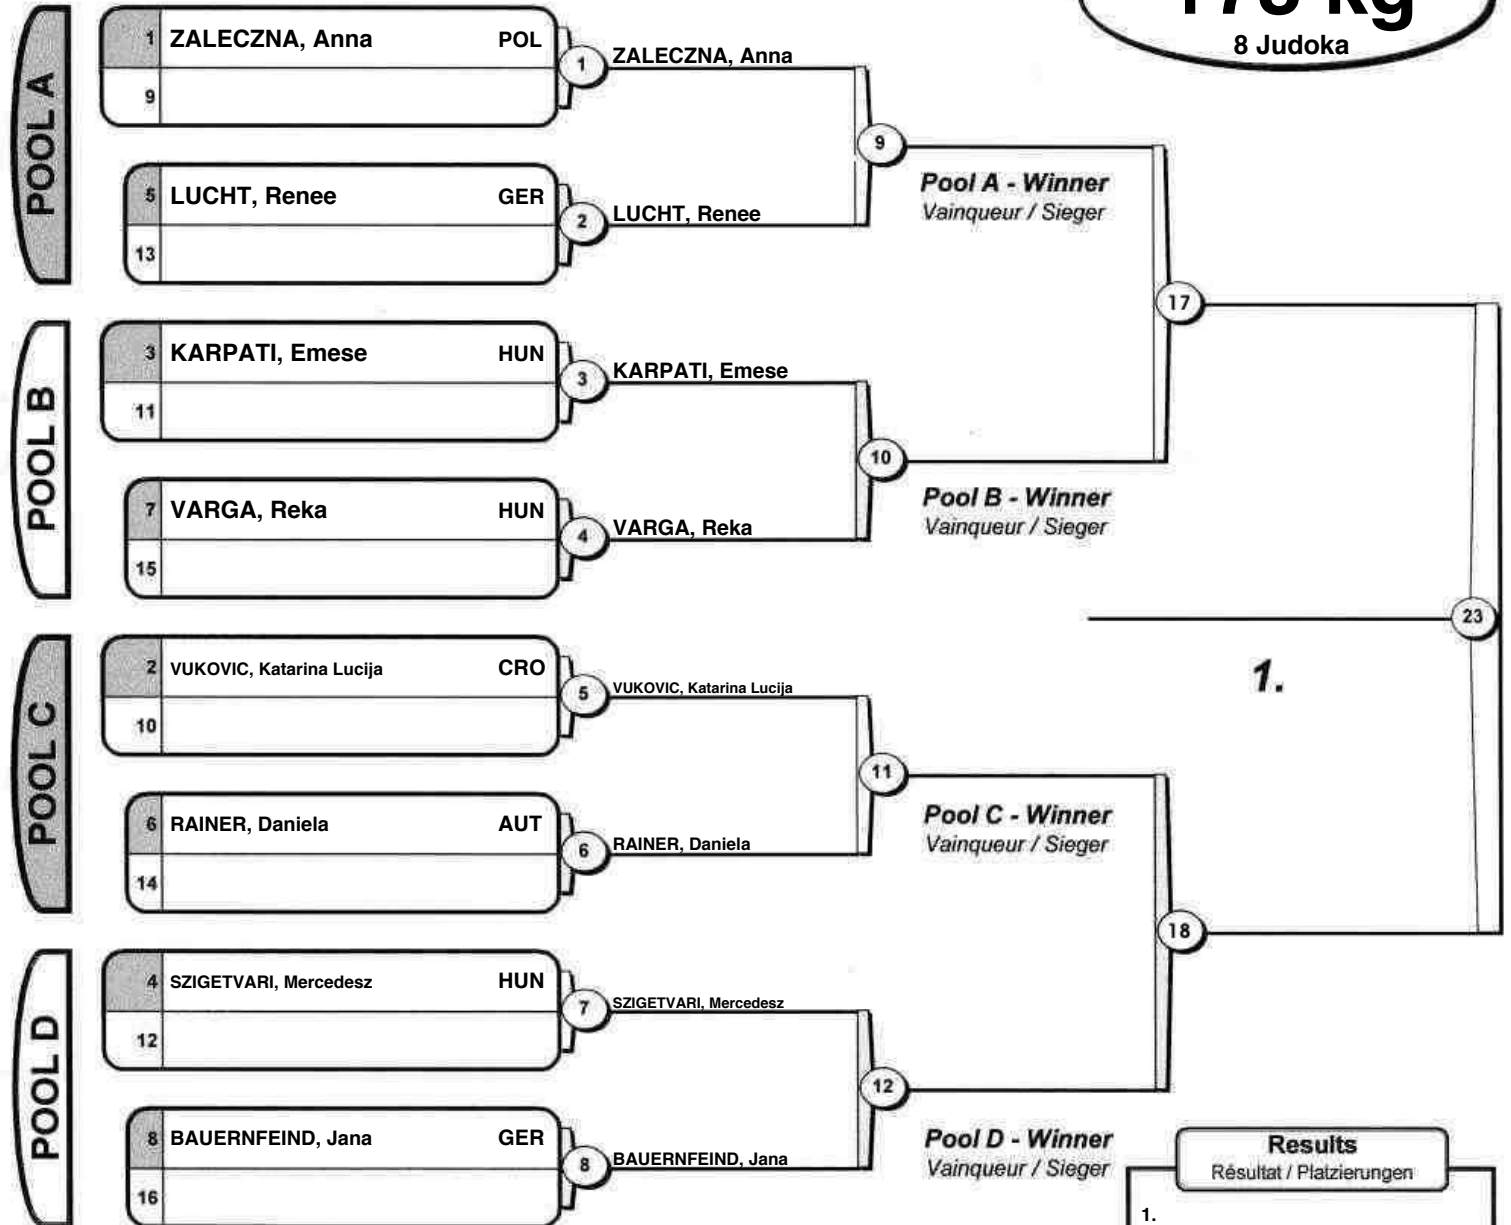 8 Judoka
POOL A
1 ZALECZNA, Anna POL
9
1 ZALECZNA, Anna
5 LUCHT, Renee GER
13
2 LUCHT, Renee
9
Pool A - Winner
Vainqueur / Sieger
POOL B
3 KARPATI, Emese HUN
11
3 KARPATI, Emese
7 VARGA, Reka HUN
15
4 VARGA, Reka
10
Pool B - Winner
Vainqueur / Sieger
17
POOL C
2 VUKOVIC, Katarina Lucija CRO
10
5 VUKOVIC, Katarina Lucija
6 RAINER, Daniela AUT
14
6 RAINER, Daniela
11
Pool C - Winner
Vainqueur / Sieger
POOL D
4 SZIGETVARI, Mercedesz HUN
12
7 SZIGETVARI, Mercedesz
8 BAUERNFEIND, Jana GER
16
8 BAUERNFEIND, Jana
12
Pool D - Winner
Vainqueur / Sieger
18
23
1.
Results
Résultat / Platzierungen
1.